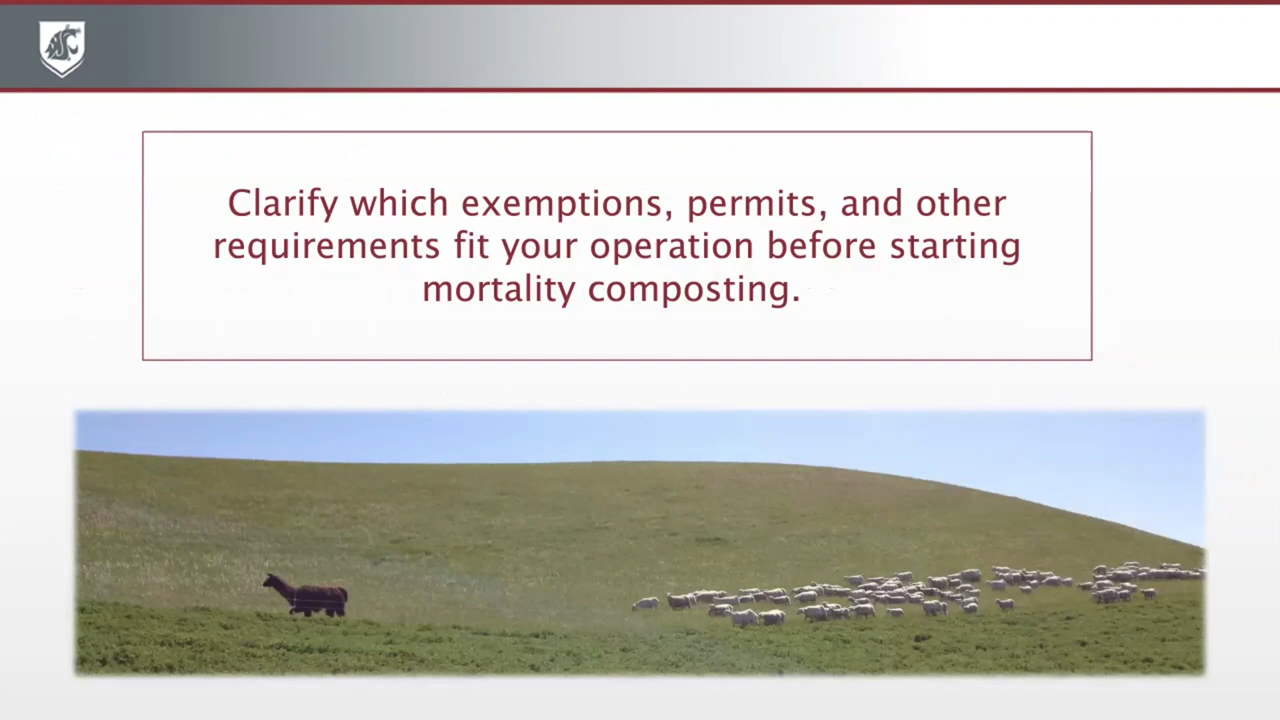 Clarify which exemptions, permits, and other
requirements fit your operation before starting
mortality composting.